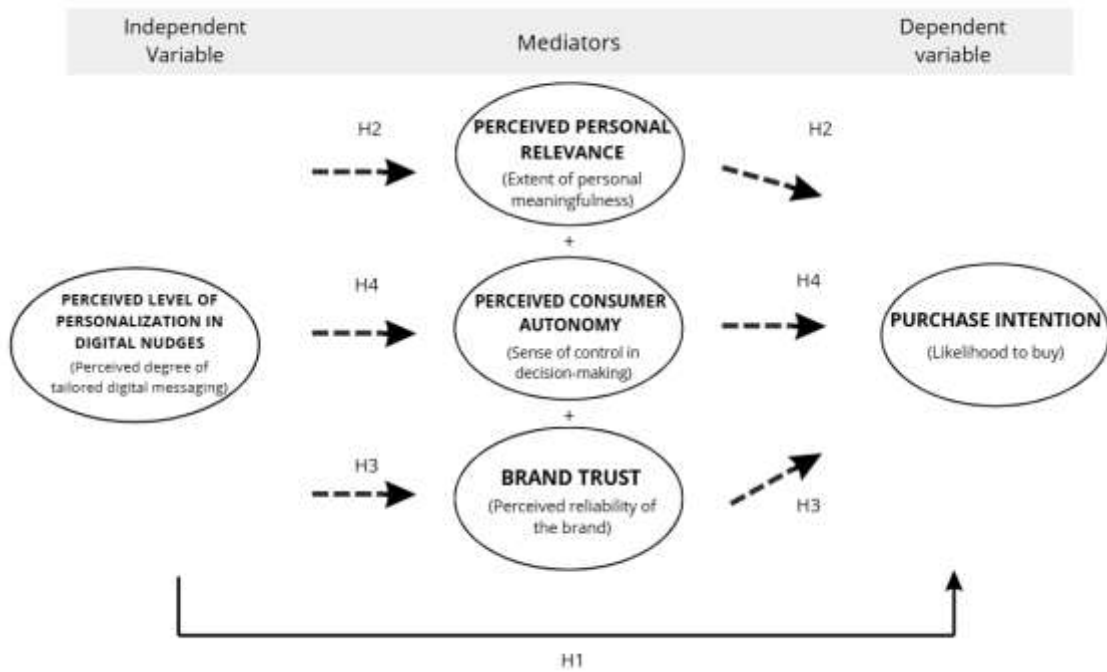 Independent
Variable
Mediators
Dependent
variable
H2
PERCEIVED PERSONAL
RELEVANCE
(Extent of personal
meaningfulness)
H2
+
PERCEIVED LEVEL OF
PERSONALIZATION IN
DIGITAL NUDGES
(Perceived degree of
tailored digital messaging)
H4
PERCEIVED CONSUMER
AUTONOMY
(Sense of control in
decision-making)
H4
PURCHASE INTENTION
(Likelihood to buy)
+
H3
BRAND TRUST
(Perceived reliability of
the brand)
H3
H1